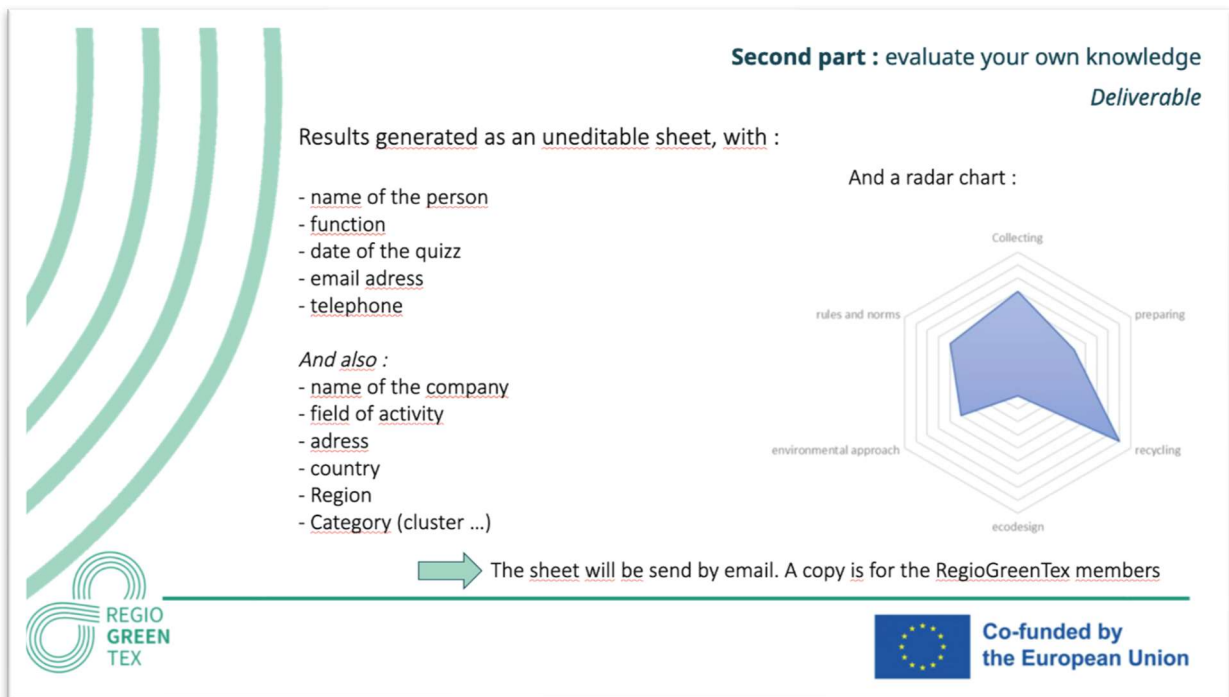 Second part : evaluate your own knowledge
Deliverable
Results generated as an uneditable sheet, with :
- name of the person
- function
- date of the quizz
- email adress
- telephone
And also :
- name of the company
- field of activity
- adress
- country
- Region
- Category (cluster ...)
And a radar chart :
Collecting
rules and norms
preparing
environmental approach
recycling
ecodesign
The sheet will be send by email. A copy is for the RegioGreenTex members
REGIO
GREEN
TEX
Co-funded by
the European Union